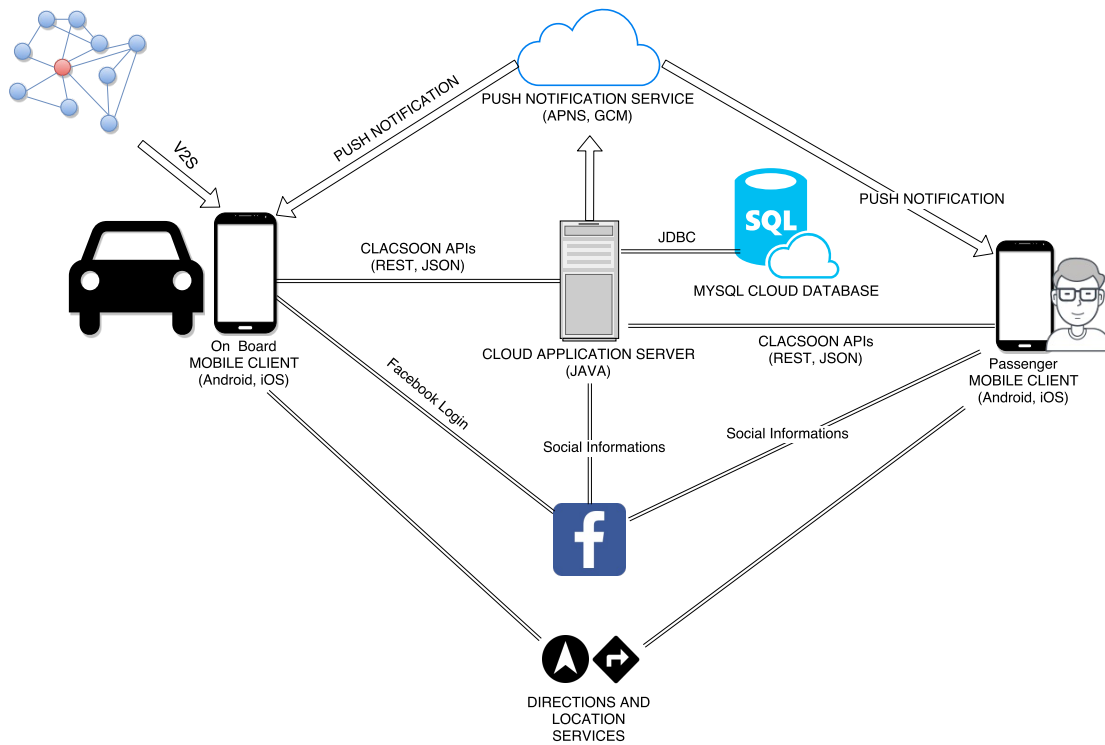 PUSH NOTIFICATION SERVICE
(APNS, GCM)
PUSH NOTIFICATION
V2S
PUSH NOTIFICATION
SQL
JDBC
CLACSOON APIs
(REST, JSON)
MYSQL CLOUD DATABASE
On Board
MOBILE CLIENT
(Android, iOS)
CLOUD APPLICATION SERVER
(JAVA)
CLACSOON APIs
(REST, JSON)
Passenger
MOBILE CLIENT
(Android, iOS)
Facebook Login
Social Informations
Social Informations
f
DIRECTIONS AND
LOCATION
SERVICES